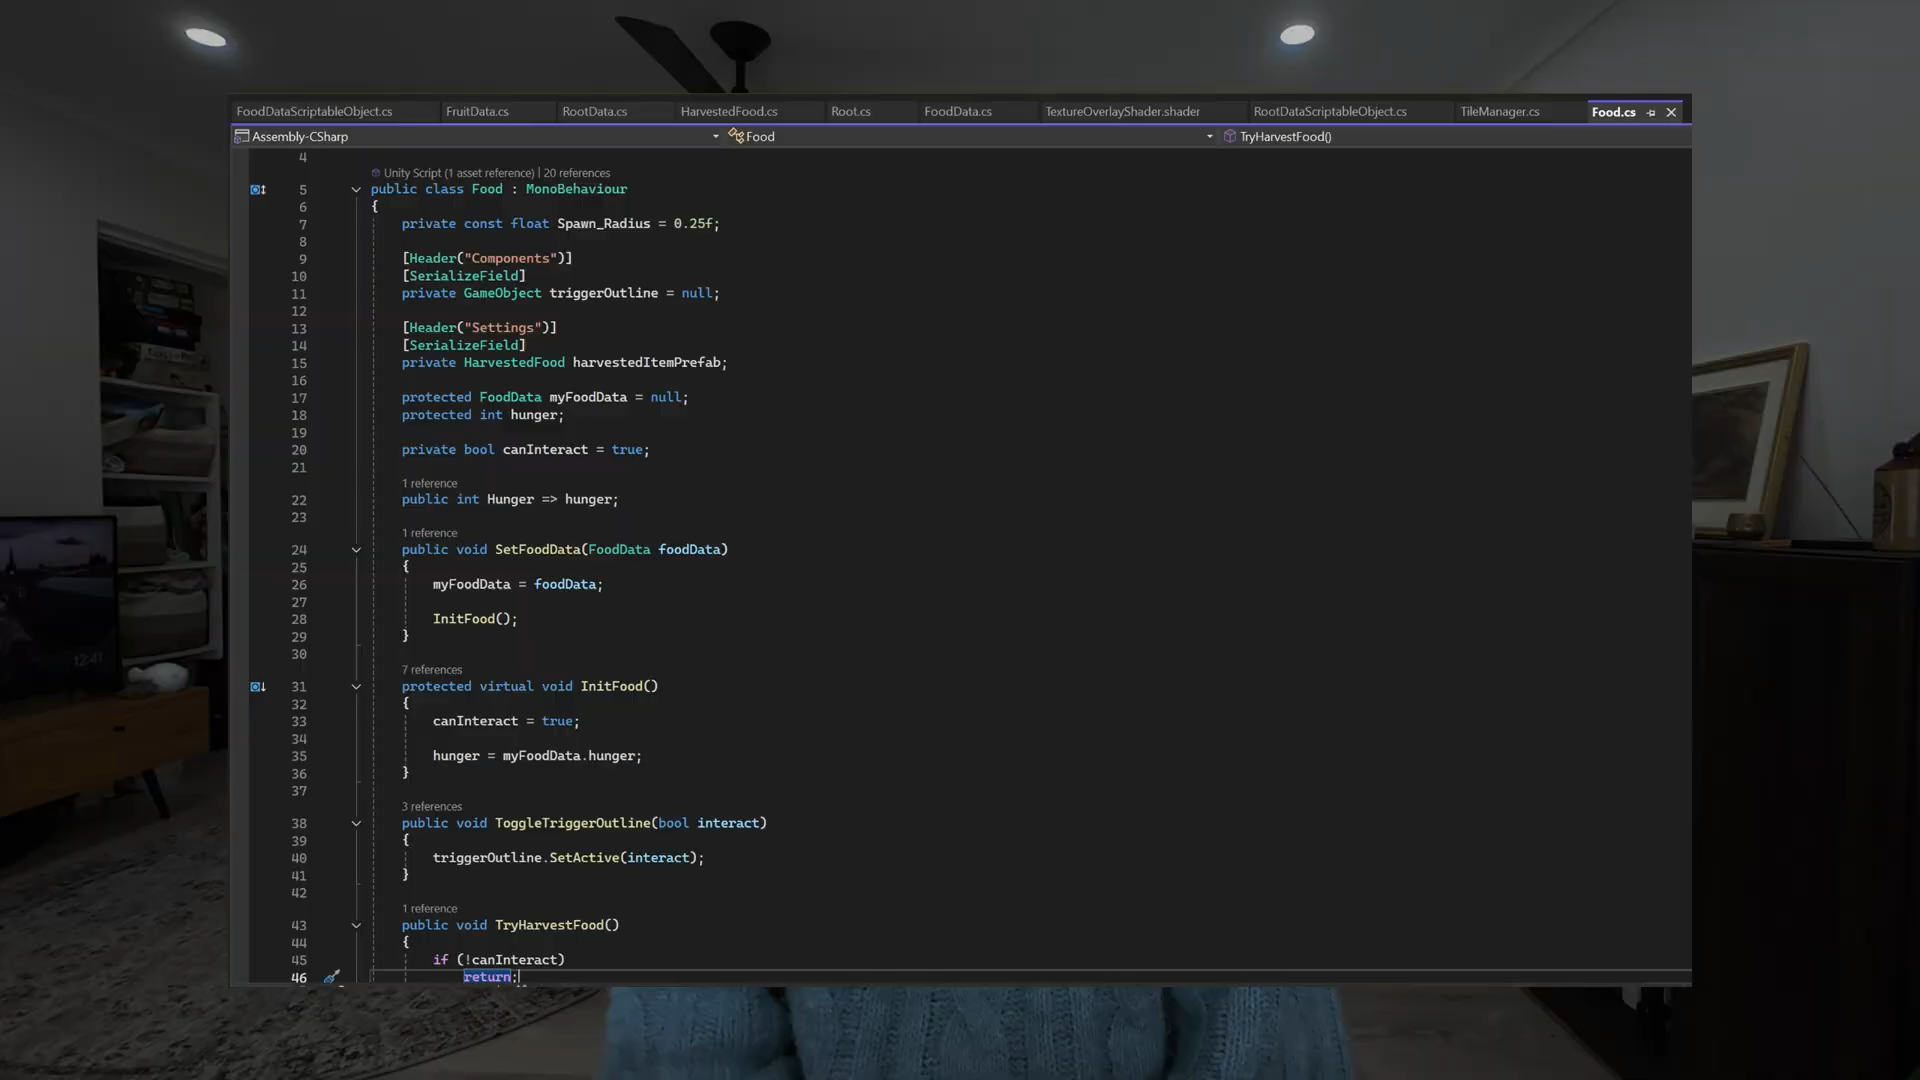 FoodDataScriptableObject.cs FruitData.cs RootData.cs HarvestedFood.cs Root.cs FoodData.cs TextureOverlayShader.shader RootDataScriptableObject.cs TileManager.cs Food.cs
Assembly-CSharp Food TryHarvestFood()
4
Unity Script (1 asset reference) | 20 references
5 public class Food : MonoBehaviour
6 {
7 private const float Spawn_Radius = 0.25f;
8
9 [Header("Components")]
10 [SerializeField]
11 private GameObject triggerOutline = null;
12
13 [Header("Settings")]
14 [SerializeField]
15 private HarvestedFood harvestedItemPrefab;
16
17 protected FoodData myFoodData = null;
18 protected int hunger;
19
20 private bool canInteract = true;
21
1 reference
22 public int Hunger => hunger;
23
1 reference
24 public void SetFoodData(FoodData foodData)
25 {
26 myFoodData = foodData;
27
28 InitFood();
29 }
30
7 references
31 protected virtual void InitFood()
32 {
33 canInteract = true;
34
35 hunger = myFoodData.hunger;
36 }
37
3 references
38 public void ToggleTriggerOutline(bool interact)
39 {
40 triggerOutline.SetActive(interact);
41 }
42
1 reference
43 public void TryHarvestFood()
44 {
45 if (!canInteract)
46 return;
12:41